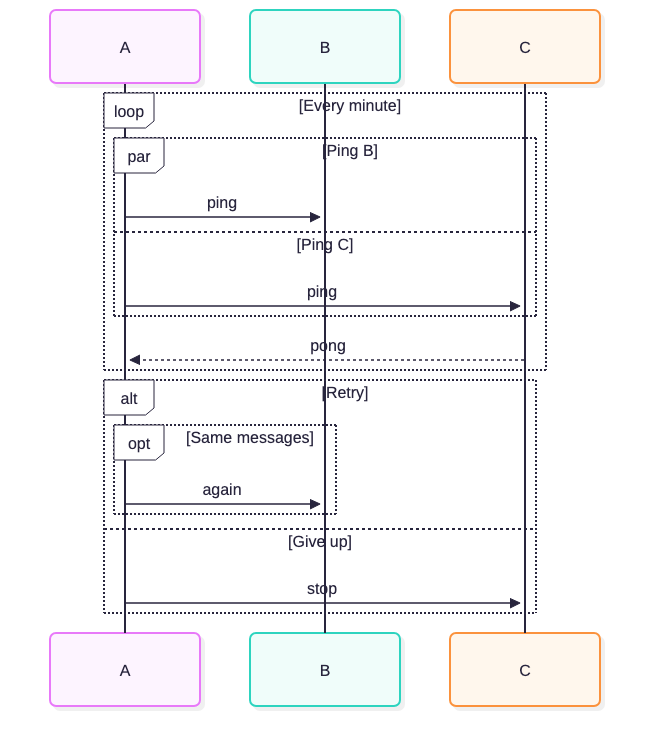 A
B
C
loop
[Every minute]
par
[Ping B]
ping
[Ping C]
ping
pong
alt
[Retry]
opt
[Same messages]
again
[Give up]
stop
A
B
C